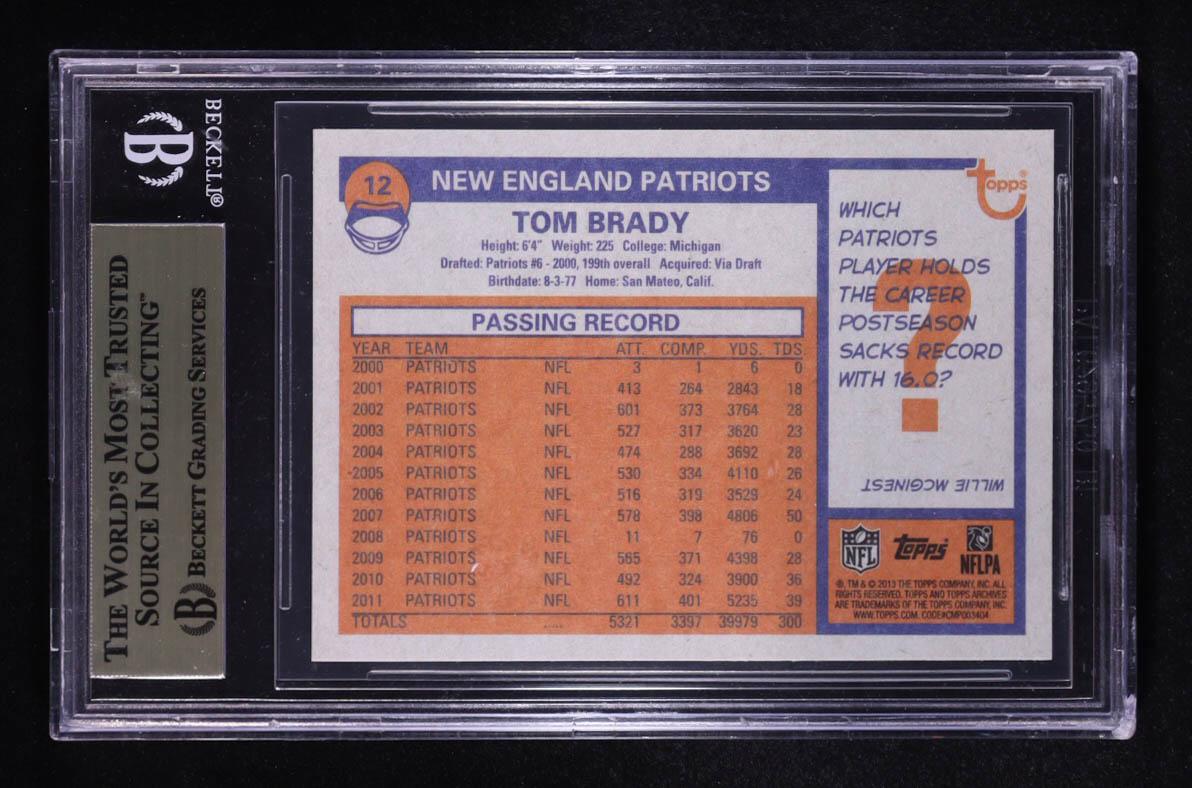 BECKETT®
B
THE WORLD'S MOST TRUSTED
SOURCE IN COLLECTING™
B BECKETT GRADING SERVICES
12
NEW ENGLAND PATRIOTS
TOM BRADY
Height: 6'4" Weight: 225 College: Michigan
Drafted: Patriots #6 - 2000, 199th overall Acquired: Via Draft
Birthdate: 8-3-77 Home: San Mateo, Calif.
PASSING RECORD
YEAR TEAM ATT. COMP. YDS. TDS.
2000 PATRIOTS NFL 3 1 6 0
2001 PATRIOTS NFL 413 264 2843 18
2002 PATRIOTS NFL 601 373 3764 28
2003 PATRIOTS NFL 527 317 3620 23
2004 PATRIOTS NFL 474 288 3692 28
2005 PATRIOTS NFL 530 334 4110 26
2006 PATRIOTS NFL 516 319 3529 24
2007 PATRIOTS NFL 578 398 4806 50
2008 PATRIOTS NFL 11 7 76 0
2009 PATRIOTS NFL 565 371 4398 28
2010 PATRIOTS NFL 492 324 3900 36
2011 PATRIOTS NFL 611 401 5235 39
TOTALS ..... 5321 3397 39979 300
topps®
WHICH
PATRIOTS
PLAYER HOLDS
THE CAREER
POSTSEASON
SACKS RECORD
WITH 16.0?
?
WILLIE MCGINEST
NFL Topps® NFLPA
®, TM & © 2013 THE TOPPS COMPANY, INC. ALL
RIGHTS RESERVED. TOPPS AND TOPPS ARCHIVES
ARE TRADEMARKS OF THE TOPPS COMPANY, INC.
WWW.TOPPS.COM. CODE#CMP003404